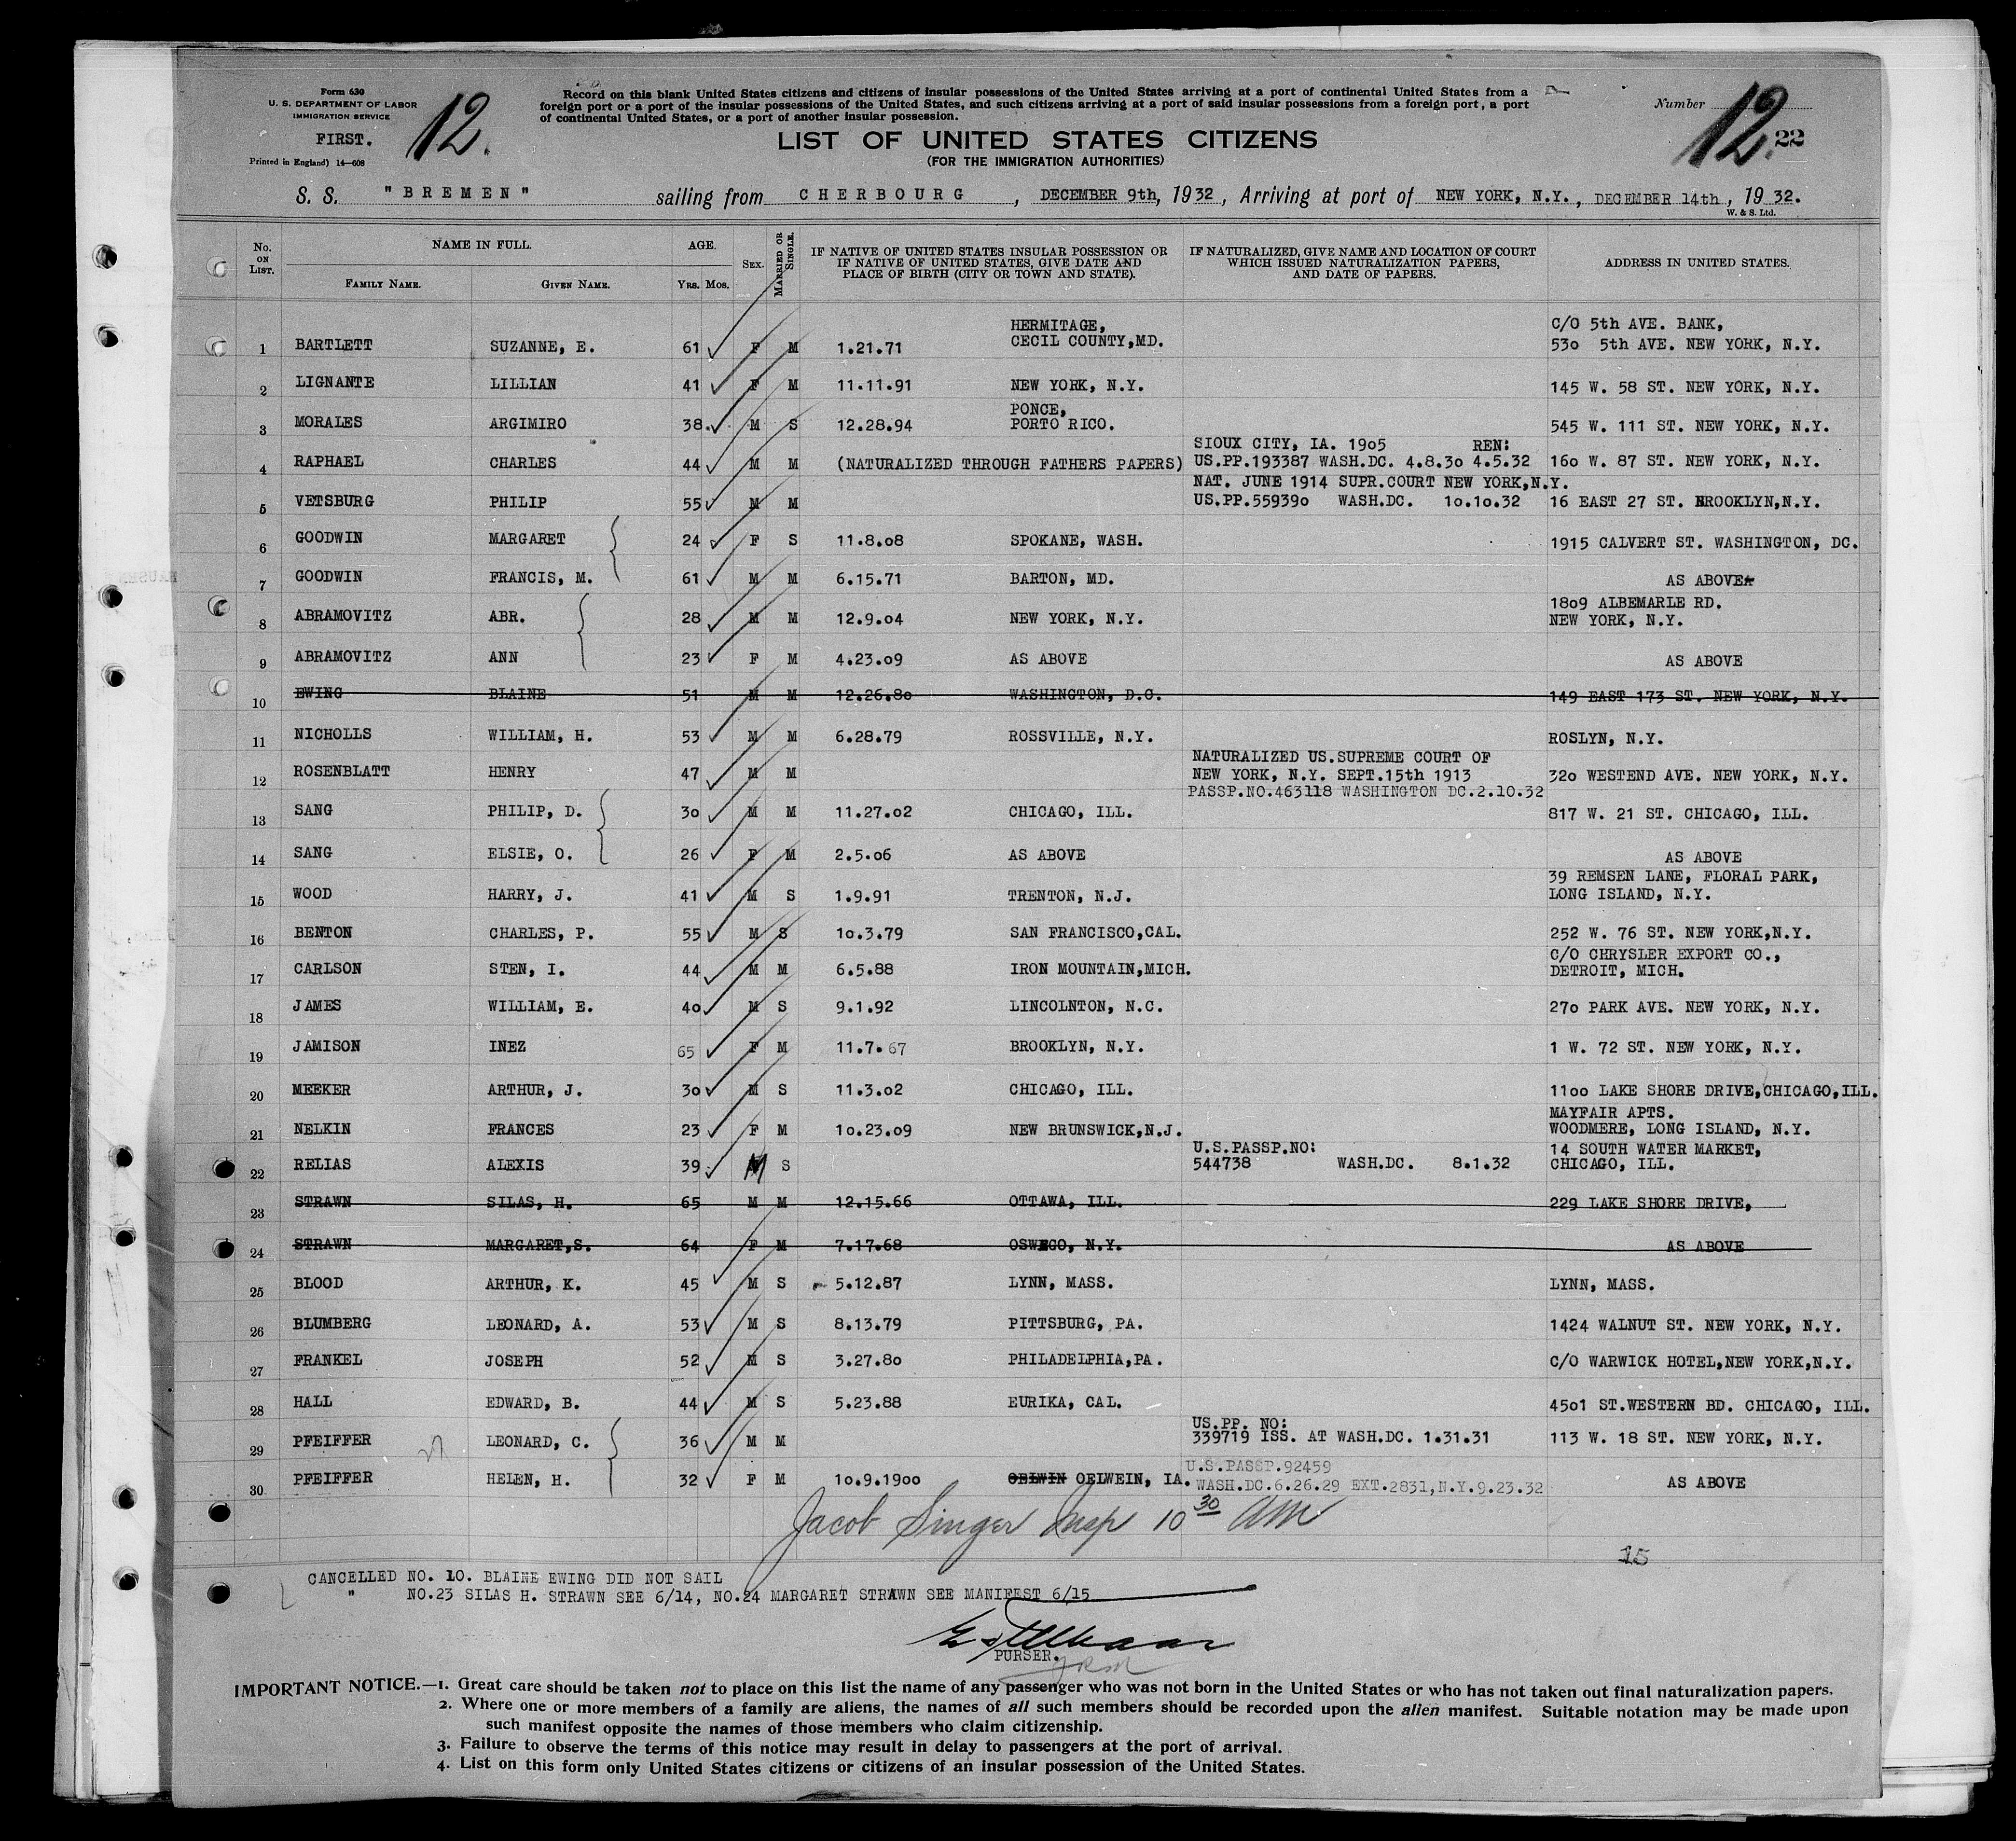 Form 630
U. S. DEPARTMENT OF LABOR
IMMIGRATION SERVICE
FIRST.
Printed in England) 14—608
12.
Record on this blank United States citizens and citizens of insular possessions of the United States arriving at a port of continental United States from a
foreign port or a port of the insular possessions of the United States, and such citizens arriving at a port of said insular possessions from a foreign port, a port
of continental United States, or a port of another insular possession.
Number
12.
22
LIST OF UNITED STATES CITIZENS
(FOR THE IMMIGRATION AUTHORITIES)
S. S. "BREMEN" sailing from CHERBOURG, DECEMBER 9th, 1932, Arriving at port of NEW YORK, N.Y., DECEMBER 14th, 1932.
W. & S. Ltd.
No. ON LIST. NAME IN FULL. FAMILY NAME. GIVEN NAME. AGE. YRS. MOS. SEX. MARRIED OR SINGLE.
IF NATIVE OF UNITED STATES INSULAR POSSESSION OR
IF NATIVE OF UNITED STATES, GIVE DATE AND
PLACE OF BIRTH (CITY OR TOWN AND STATE).
IF NATURALIZED, GIVE NAME AND LOCATION OF COURT
WHICH ISSUED NATURALIZATION PAPERS,
AND DATE OF PAPERS.
ADDRESS IN UNITED STATES.
HERMITAGE, C/O 5th AVE. BANK,
1 BARTLETT SUZANNE, E. 61 F M 1.21.71 CECIL COUNTY,MD. 530 5th AVE. NEW YORK, N.Y.
2 LIGNANTE LILLIAN 41 F M 11.11.91 NEW YORK, N.Y. 145 W. 58 ST. NEW YORK, N.Y.
PONCE,
3 MORALES ARGIMIRO 38. M S 12.28.94 PORTO RICO. 545 W. 111 ST. NEW YORK, N.Y.
SIOUX CITY, IA. 1905 REN:
4 RAPHAEL CHARLES 44 M M (NATURALIZED THROUGH FATHERS PAPERS) US.PP.193387 WASH.DC. 4.8.30 4.5.32 160 W. 87 ST. NEW YORK, N.Y.
NAT. JUNE 1914 SUPR.COURT NEW YORK,N.Y.
5 VETSBURG PHILIP 55 M M US.PP.559390 WASH.DC. 10.10.32 16 EAST 27 ST. BROOKLYN,N.Y.
6 GOODWIN MARGARET 24 F S 11.8.08 SPOKANE, WASH. 1915 CALVERT ST. WASHINGTON, DC.
7 GOODWIN FRANCIS, M. 61 M M 6.15.71 BARTON, MD. AS ABOVE
1809 ALBEMARLE RD.
8 ABRAMOVITZ ABR. 28 M M 12.9.04 NEW YORK, N.Y. NEW YORK, N.Y.
9 ABRAMOVITZ ANN 23 F M 4.23.09 AS ABOVE AS ABOVE
10 EWING BLAINE 51 M M 12.26.80 WASHINGTON, D.C. 149 EAST 173 ST. NEW YORK, N.Y.
11 NICHOLLS WILLIAM, H. 53 M M 6.28.79 ROSSVILLE, N.Y. ROSLYN, N.Y.
NATURALIZED US.SUPREME COURT OF
12 ROSENBLATT HENRY 47 M M NEW YORK, N.Y. SEPT.15th 1913 320 WESTEND AVE. NEW YORK, N.Y.
PASSP.NO.463118 WASHINGTON DC.2.10.32
13 SANG PHILIP, D. 30 M M 11.27.02 CHICAGO, ILL. 817 W. 21 ST. CHICAGO, ILL.
14 SANG ELSIE, O. 26 F M 2.5.06 AS ABOVE AS ABOVE
39 REMSEN LANE, FLORAL PARK,
15 WOOD HARRY, J. 41 M S 1.9.91 TRENTON, N.J. LONG ISLAND, N.Y.
16 BENTON CHARLES, P. 55 M S 10.3.79 SAN FRANCISCO,CAL. 252 W. 76 ST. NEW YORK,N.Y.
C/O CHRYSLER EXPORT CO.,
17 CARLSON STEN, I. 44 M M 6.5.88 IRON MOUNTAIN,MICH. DETROIT, MICH.
18 JAMES WILLIAM, E. 40 M S 9.1.92 LINCOLNTON, N.C. 270 PARK AVE. NEW YORK, N.Y.
19 JAMISON INEZ 65 F M 11.7.67 BROOKLYN, N.Y. 1 W. 72 ST. NEW YORK, N.Y.
20 MEEKER ARTHUR, J. 30 M S 11.3.02 CHICAGO, ILL. 1100 LAKE SHORE DRIVE,CHICAGO,ILL.
MAYFAIR APTS.
21 NELKIN FRANCES 23 F M 10.23.09 NEW BRUNSWICK,N.J. WOODMERE, LONG ISLAND, N.Y.
U.S.PASSP.NO: 14 SOUTH WATER MARKET,
22 RELIAS ALEXIS 39 M S 544738 WASH.DC. 8.1.32 CHICAGO, ILL.
23 STRAWN SILAS, H. 65 M M 12.15.66 OTTAWA, ILL. 229 LAKE SHORE DRIVE,
24 STRAWN MARGARET,S. 64 F M 7.17.68 OSWEGO, N.Y. AS ABOVE
25 BLOOD ARTHUR, K. 45 M S 5.12.87 LYNN, MASS. LYNN, MASS.
26 BLUMBERG LEONARD, A. 53 M S 8.13.79 PITTSBURG, PA. 1424 WALNUT ST. NEW YORK, N.Y.
27 FRANKEL JOSEPH 52 M S 3.27.80 PHILADELPHIA,PA. C/O WARWICK HOTEL,NEW YORK,N.Y.
28 HALL EDWARD, B. 44 M S 5.23.88 EURIKA, CAL. 4501 ST.WESTERN BD. CHICAGO, ILL.
US.PP. NO:
29 PFEIFFER LEONARD, C. 36 M M 339719 ISS. AT WASH.DC. 1.31.31 113 W. 18 ST. NEW YORK, N.Y.
U.S.PASSP.92459
30 PFEIFFER HELEN, H. 32 F M 10.9.1900 OELWIN OELWEIN, IA. WASH.DC.6.26.29 EXT.2831,N.Y.9.23.32 AS ABOVE
Jacob Singer Insp 10 30 AM
15
CANCELLED NO. 10. BLAINE EWING DID NOT SAIL
" NO.23 SILAS H. STRAWN SEE 6/14, NO.24 MARGARET STRAWN SEE MANIFEST 6/15
PURSER.
IMPORTANT NOTICE.—1. Great care should be taken not to place on this list the name of any passenger who was not born in the United States or who has not taken out final naturalization papers.
2. Where one or more members of a family are aliens, the names of all such members should be recorded upon the alien manifest. Suitable notation may be made upon
such manifest opposite the names of those members who claim citizenship.
3. Failure to observe the terms of this notice may result in delay to passengers at the port of arrival.
4. List on this form only United States citizens or citizens of an insular possession of the United States.